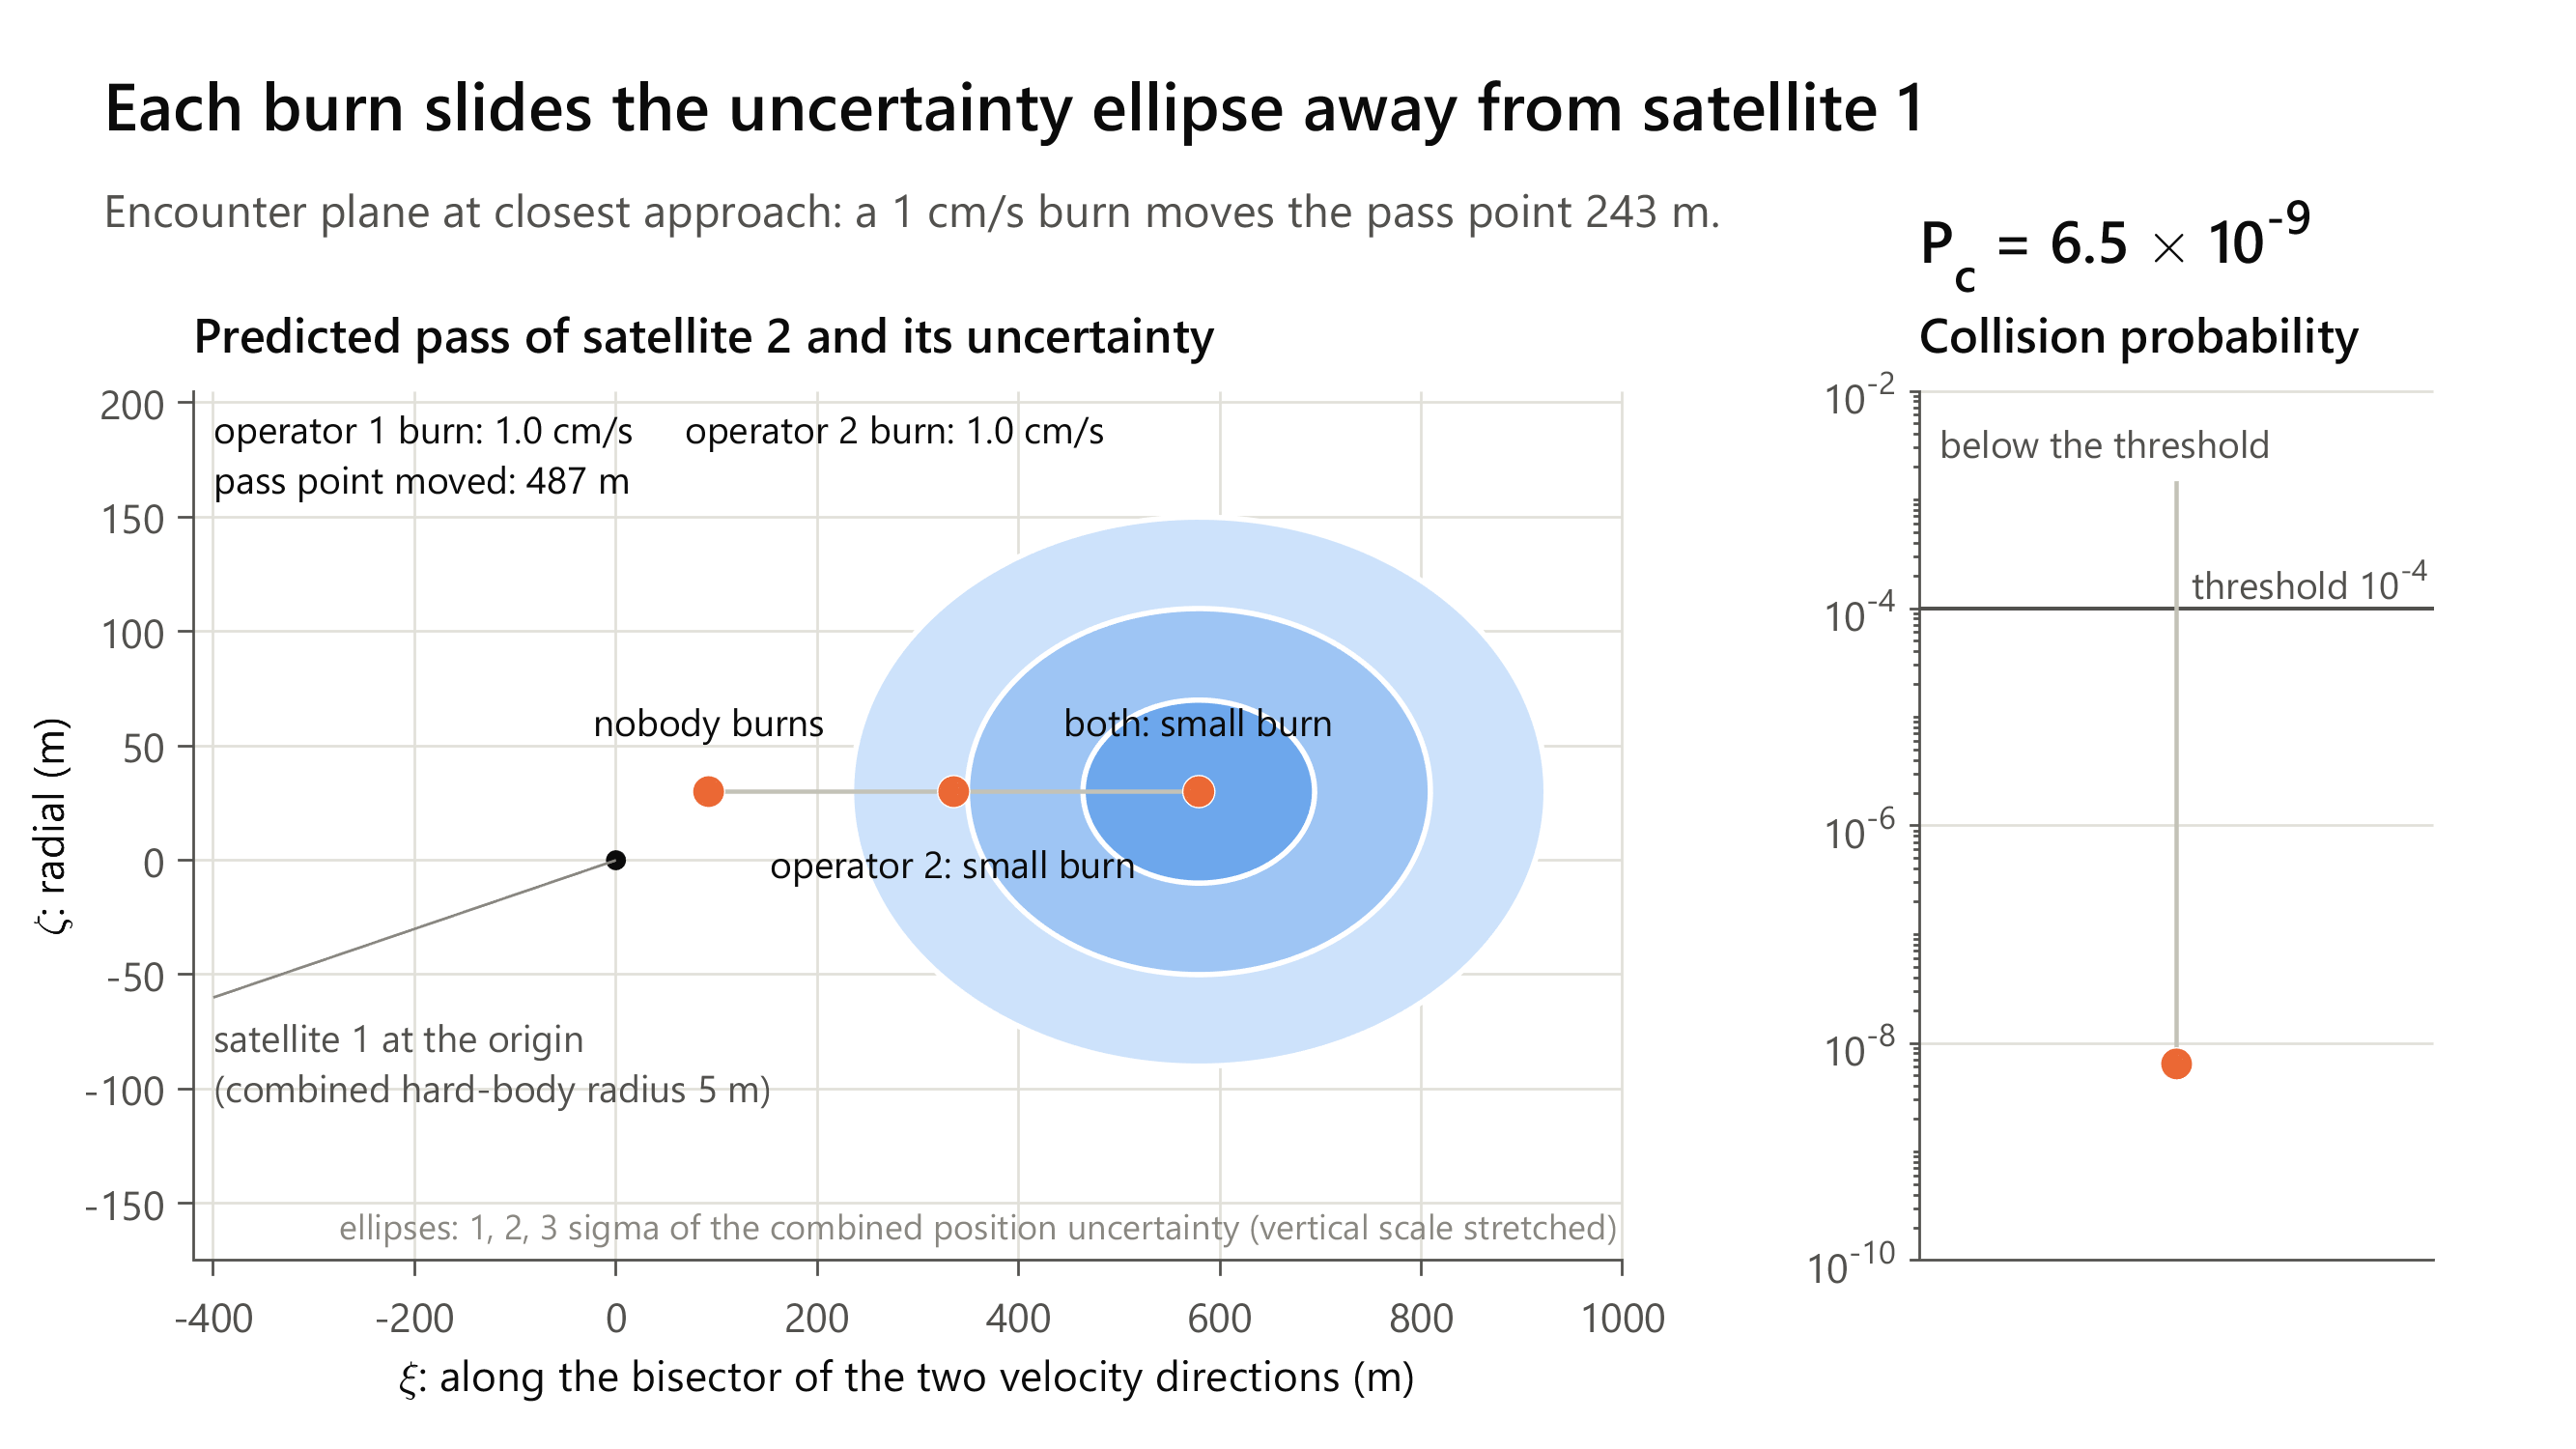 Each burn slides the uncertainty ellipse away from satellite 1
Encounter plane at closest approach: a 1 cm/s burn moves the pass point 243 m.
P_c = 6.5 × 10^-9
Predicted pass of satellite 2 and its uncertainty
Collision probability
200
150
100
50
0
-50
-100
-150
ζ: radial (m)
operator 1 burn: 1.0 cm/s
operator 2 burn: 1.0 cm/s
pass point moved: 487 m
nobody burns
both: small burn
operator 2: small burn
satellite 1 at the origin
(combined hard-body radius 5 m)
ellipses: 1, 2, 3 sigma of the combined position uncertainty (vertical scale stretched)
-400
-200
0
200
400
600
800
1000
ξ: along the bisector of the two velocity directions (m)
10^-2
10^-4
10^-6
10^-8
10^-10
below the threshold
threshold 10^-4